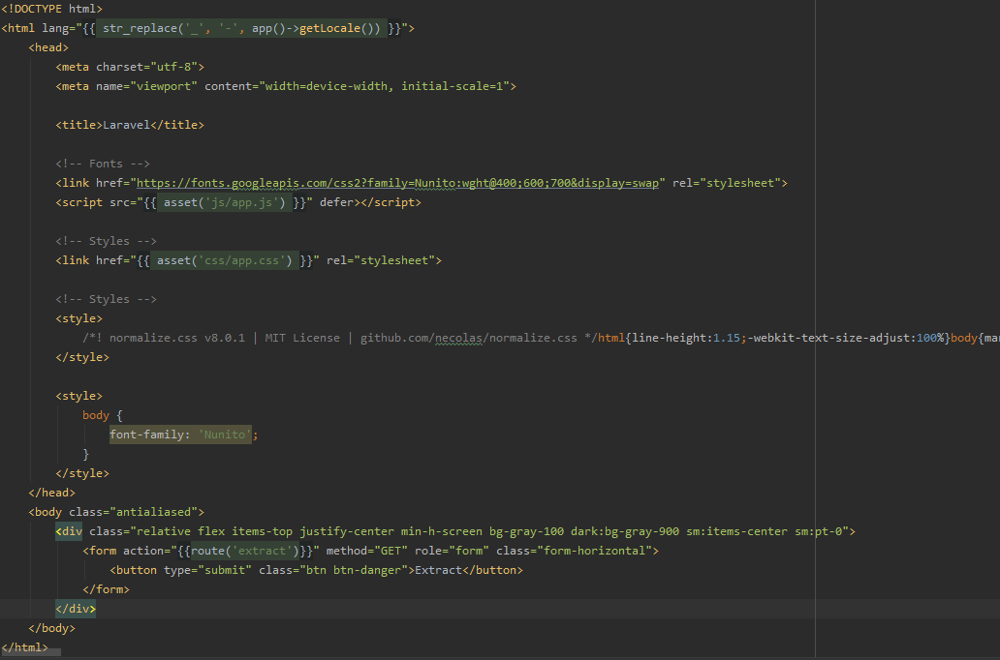 <!DOCTYPE html>
<html lang="{{ str_replace('_', '-', app()->getLocale()) }}">
<head>
<meta charset="utf-8">
<meta name="viewport" content="width=device-width, initial-scale=1">
<title>Laravel</title>
<!-- Fonts -->
<link href="https://fonts.googleapis.com/css2?family=Nunito:wght@400;600;700&display=swap" rel="stylesheet">
<script src="{{ asset('js/app.js') }}" defer></script>
<!-- Styles -->
<link href="{{ asset('css/app.css') }}" rel="stylesheet">
<!-- Styles -->
<style>
/*! normalize.css v8.0.1 | MIT License | github.com/necolas/normalize.css */html{line-height:1.15;-webkit-text-size-adjust:100%}body{mar
</style>
<style>
body {
font-family: 'Nunito';
}
</style>
</head>
<body class="antialiased">
<div class="relative flex items-top justify-center min-h-screen bg-gray-100 dark:bg-gray-900 sm:items-center sm:pt-0">
<form action="{{route('extract')}}" method="GET" role="form" class="form-horizontal">
<button type="submit" class="btn btn-danger">Extract</button>
</form>
</div>
</body>
</html>